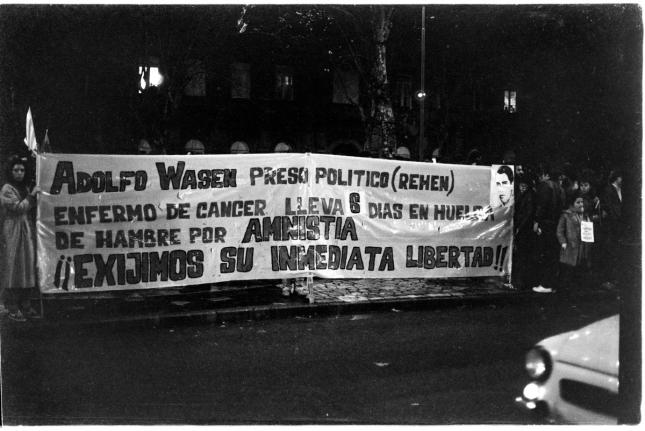 ADOLFO WASEN PRESO POLITICO (REHEN)
ENFERMO DE CANCER LLEVA 6 DIAS EN HUELGA
DE HAMBRE POR AMNISTIA
¡¡EXIJIMOS SU INMEDIATA LIBERTAD!!